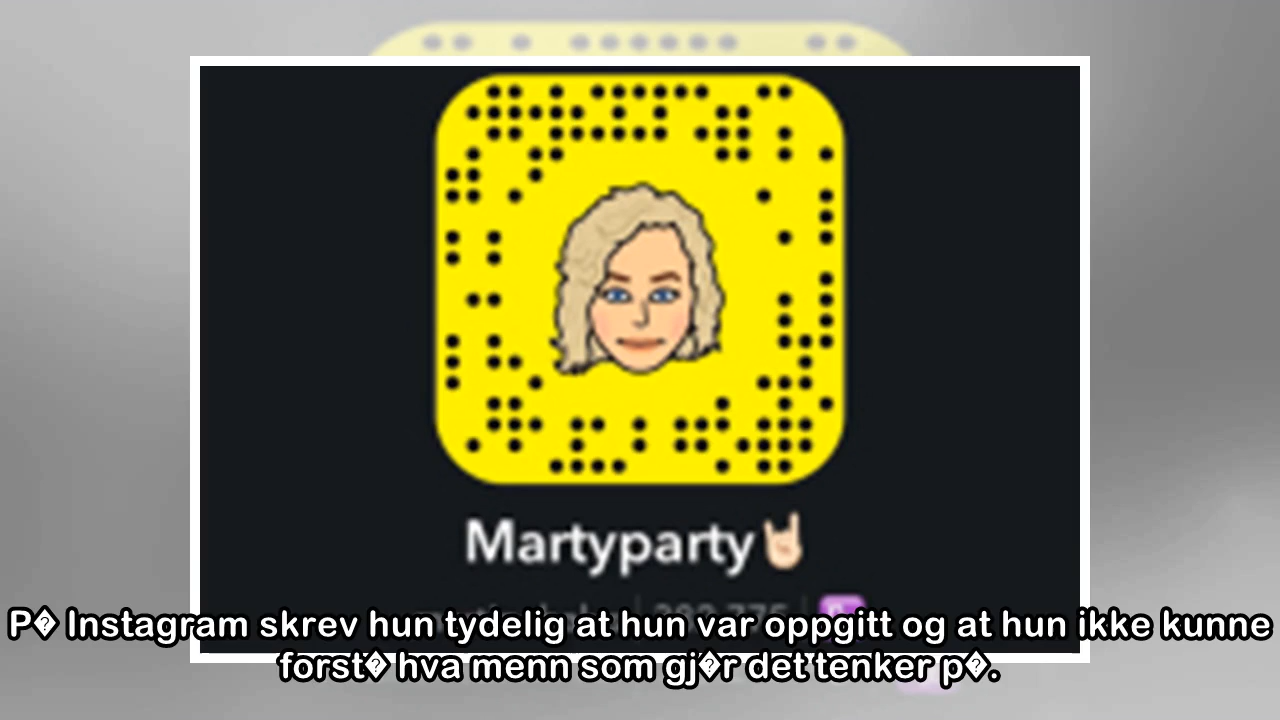 Martyparty🤘🏻
P� Instagram skrev hun tydelig at hun var oppgitt og at hun ikke kunne
forst� hva menn som gj�r det tenker p�.